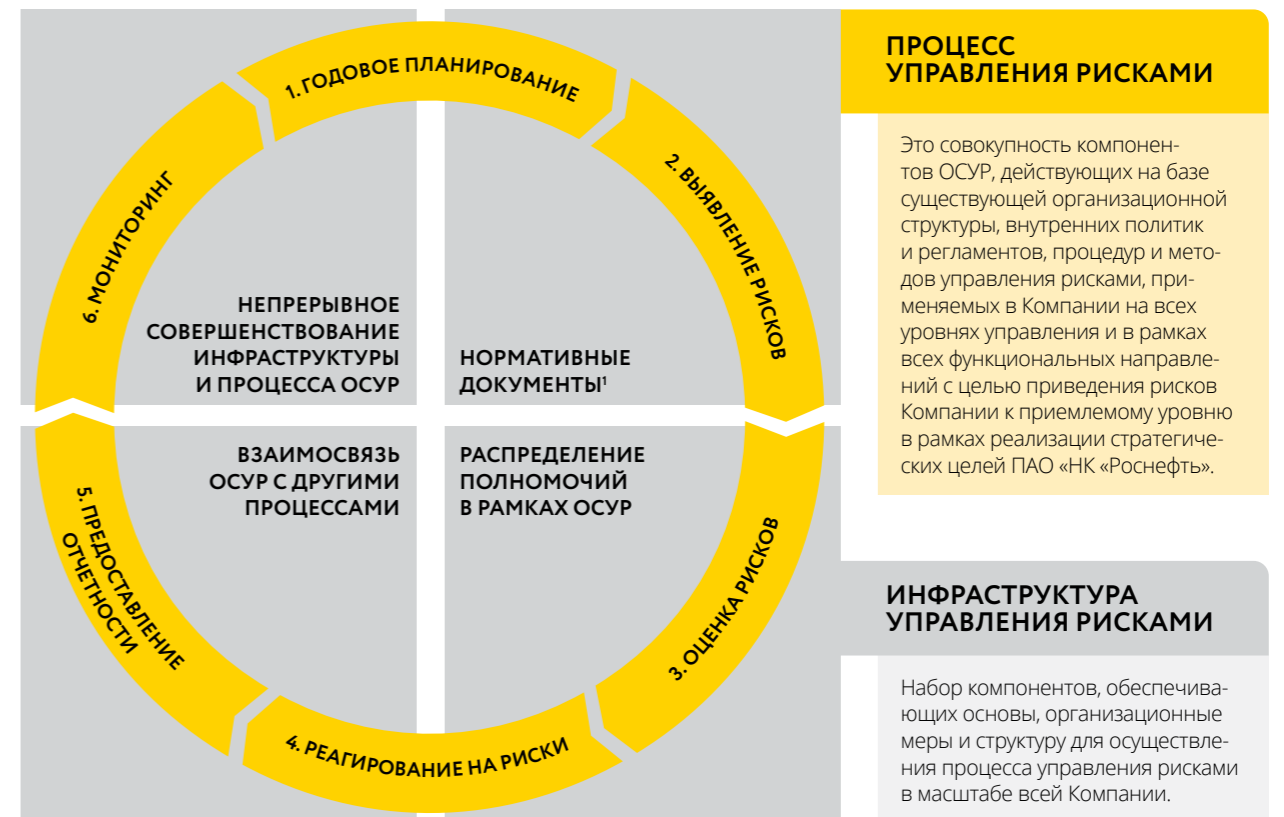 1. ГОДОВОЕ ПЛАНИРОВАНИЕ
2. ВЫЯВЛЕНИЕ РИСКОВ
3. ОЦЕНКА РИСКОВ
4. РЕАГИРОВАНИЕ НА РИСКИ
5. ПРЕДОСТАВЛЕНИЕ
ОТЧЕТНОСТИ
6. МОНИТОРИНГ
НЕПРЕРЫВНОЕ
СОВЕРШЕНСТВОВАНИЕ
ИНФРАСТРУКТУРЫ
И ПРОЦЕССА ОСУР
НОРМАТИВНЫЕ
ДОКУМЕНТЫ¹
ВЗАИМОСВЯЗЬ
ОСУР С ДРУГИМИ
ПРОЦЕССАМИ
РАСПРЕДЕЛЕНИЕ
ПОЛНОМОЧИЙ
В РАМКАХ ОСУР
ПРОЦЕСС
УПРАВЛЕНИЯ РИСКАМИ
Это совокупность компонен-
тов ОСУР, действующих на базе
существующей организационной
структуры, внутренних политик
и регламентов, процедур и мето-
дов управления рисками, при-
меняемых в Компании на всех
уровнях управления и в рамках
всех функциональных направле-
ний с целью приведения рисков
Компании к приемлемому уровню
в рамках реализации стратегиче-
ских целей ПАО «НК «Роснефть».
ИНФРАСТРУКТУРА
УПРАВЛЕНИЯ РИСКАМИ
Набор компонентов, обеспечива-
ющих основы, организационные
меры и структуру для осуществле-
ния процесса управления рисками
в масштабе всей Компании.